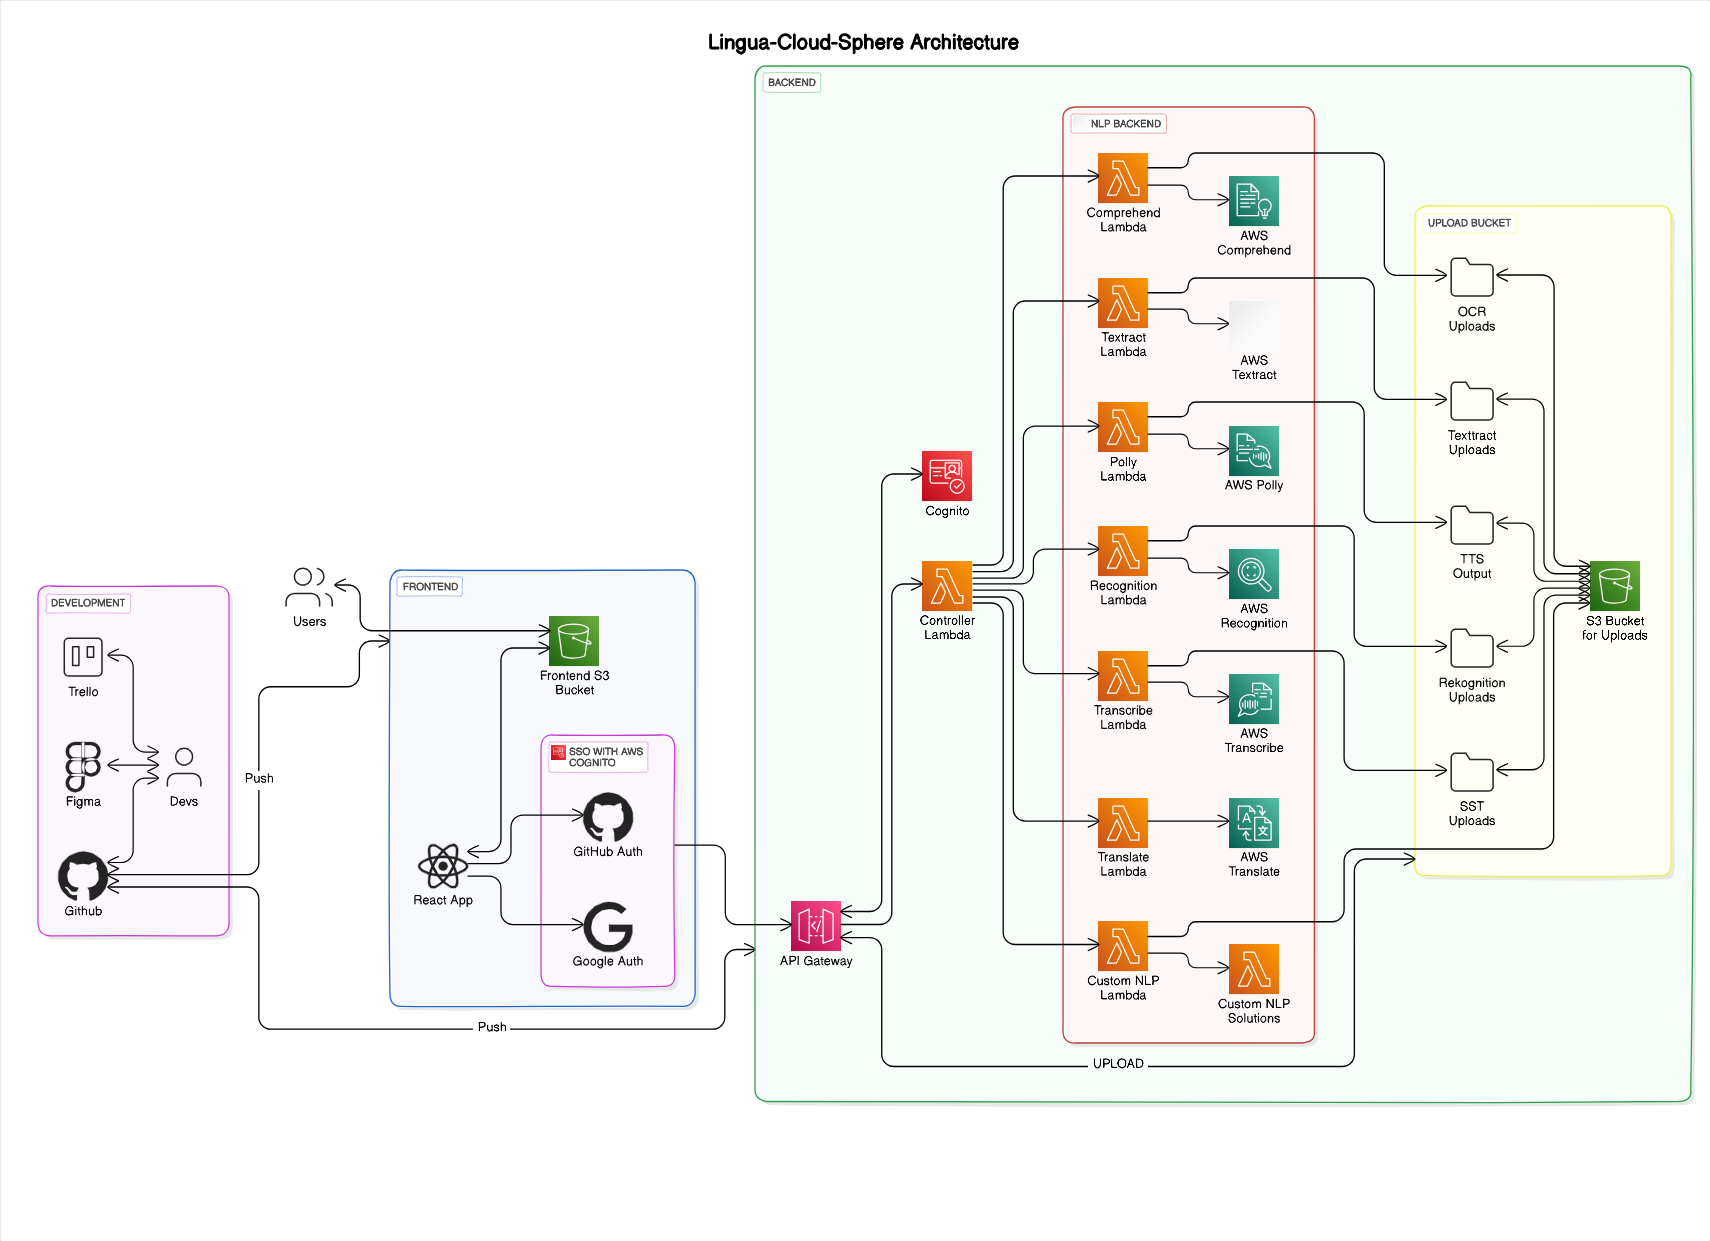 Lingua-Cloud-Sphere Architecture
BACKEND
NLP BACKEND
Comprehend
Lambda
AWS
Comprehend
UPLOAD BUCKET
OCR
Uploads
Textract
Lambda
AWS
Textract
Texttract
Uploads
Polly
Lambda
AWS Polly
Cognito
TTS
Output
Recognition
Lambda
AWS
Recognition
Controller
Lambda
S3 Bucket
for Uploads
Rekognition
Uploads
Transcribe
Lambda
AWS
Transcribe
SST
Uploads
Translate
Lambda
AWS
Translate
Custom NLP
Lambda
Custom NLP
Solutions
API Gateway
UPLOAD
Users
FRONTEND
Frontend S3
Bucket
SSO WITH AWS
COGNITO
GitHub Auth
React App
Google Auth
DEVELOPMENT
Trello
Figma
Devs
Github
Push
Push